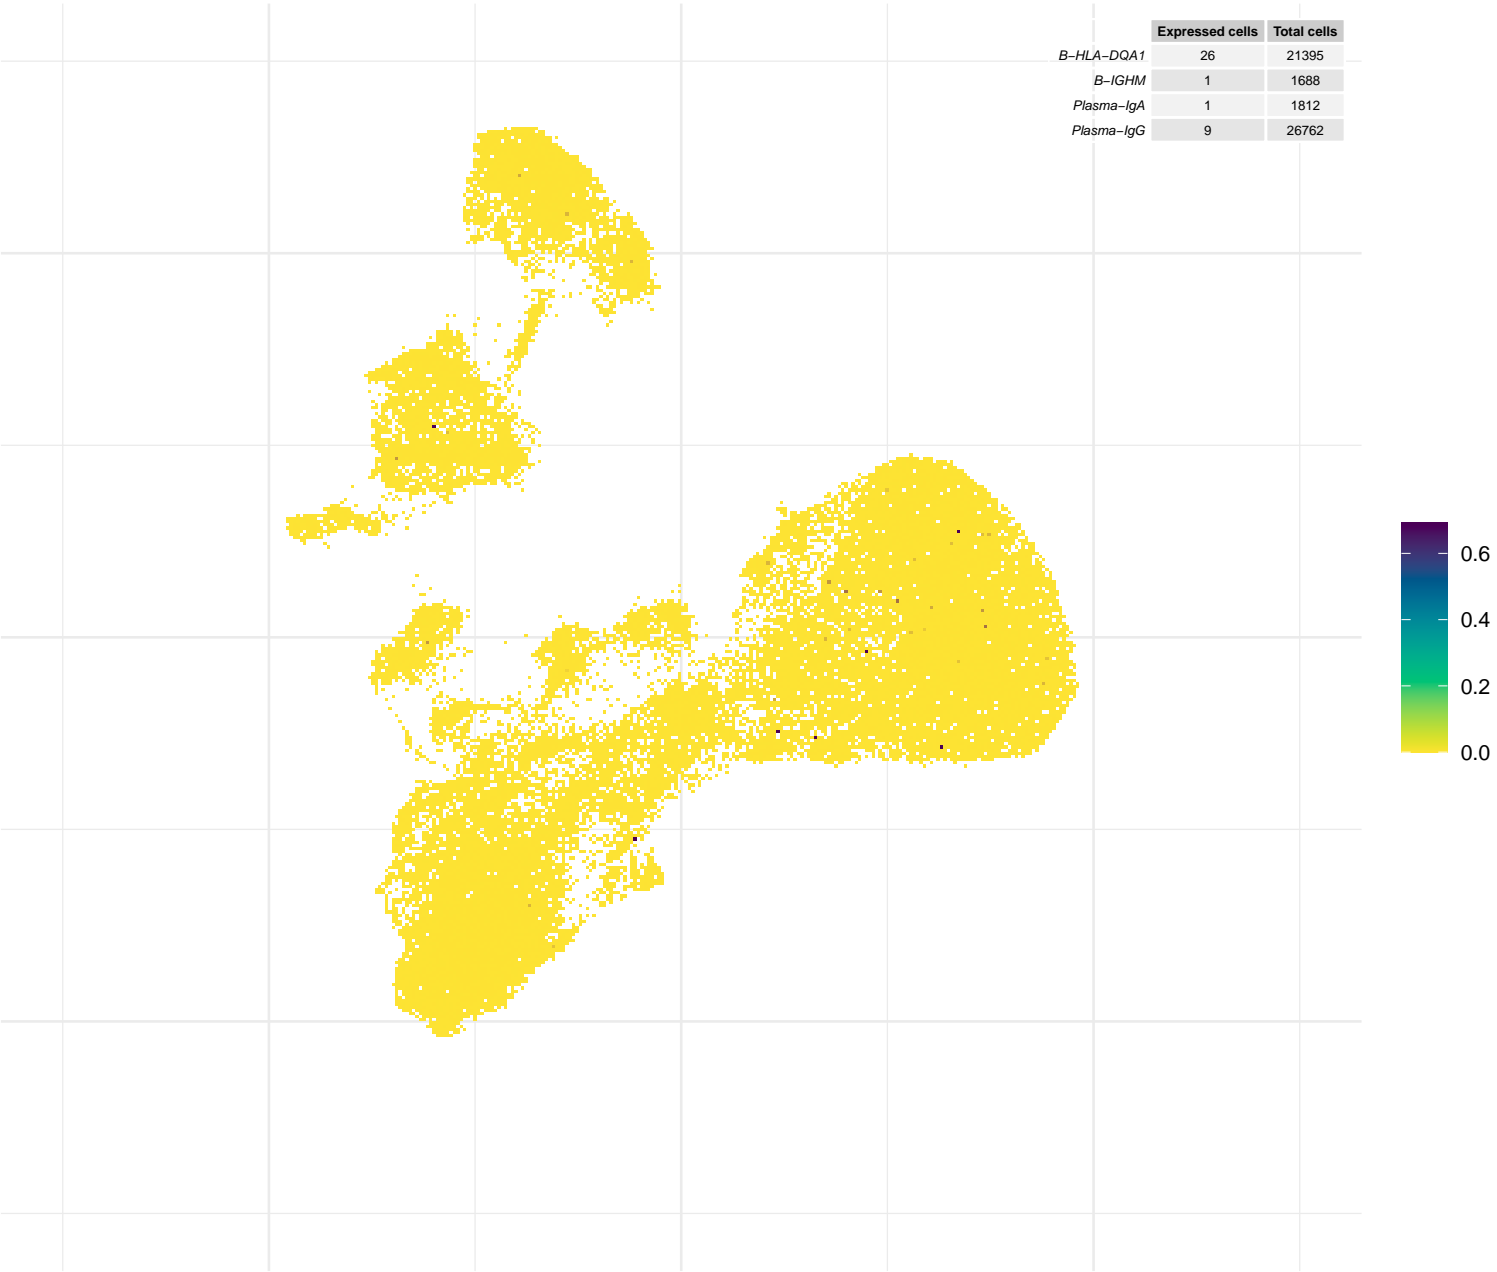 Expressed cells Total cells
B−HLA−DQA1 26 21395
B−IGHM 1 1688
Plasma−IgA 1 1812
Plasma−IgG 9 26762
0.6
0.4
0.2
0.0